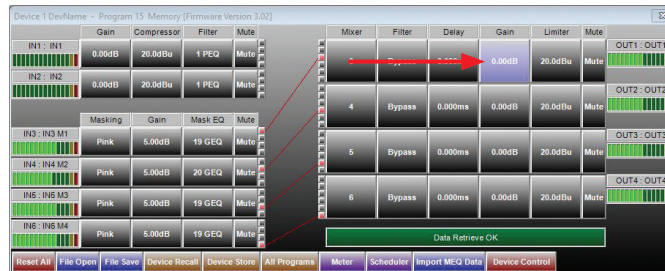 Device 1 DevName - Program 15 Memory [Firmware Version 3.02]
Gain Compressor Filter Mute Mixer Filter Delay Gain Limiter Mute
IN1 : IN1 0.00dB 20.0dBu 1 PEQ Mute 0.00dB 20.0dBu Mute OUT1 : OUT1
IN2 : IN2 0.00dB 20.0dBu 1 PEQ Mute 4 Bypass 0.000ms 0.00dB 20.0dBu Mute OUT2 : OUT2
Masking Gain Mask EQ Mute
IN3 : IN3 M1 Pink 5.00dB 19 GEQ Mute 5 Bypass 0.000ms 0.00dB 20.0dBu Mute OUT3 : OUT3
IN4 : IN4 M2 Pink 5.00dB 20 GEQ Mute 6 Bypass 0.000ms 0.00dB 20.0dBu Mute OUT4 : OUT4
IN5 : IN5 M3 Pink 5.00dB 19 GEQ Mute
IN6 : IN6 M4 Pink 5.00dB 19 GEQ Mute Data Retrieve OK
Reset All File Open File Save Device Recall Device Store All Programs Meter Scheduler Import MEQ Data Device Control